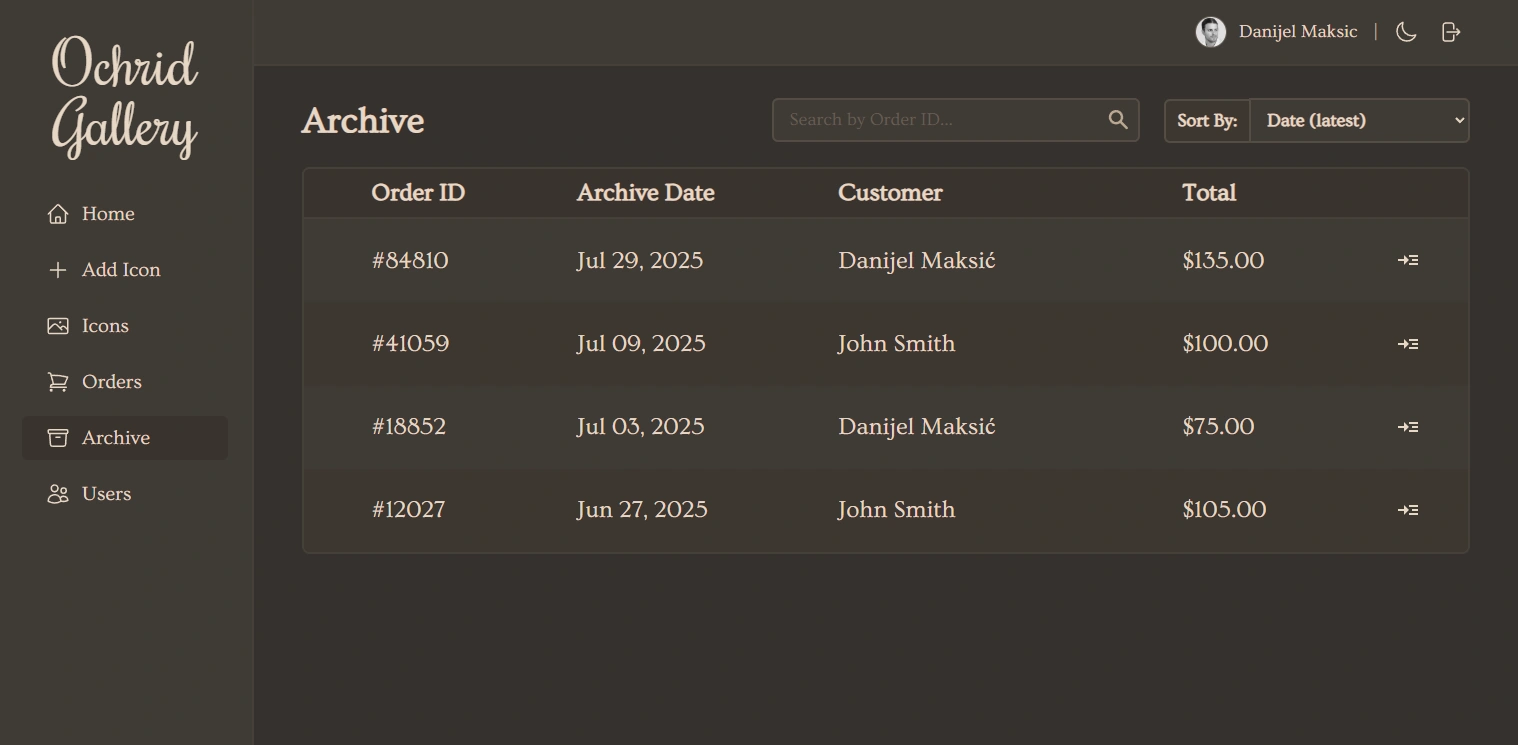 Ochrid
Gallery
Home
Add Icon
Icons
Orders
Archive
Users
Danijel Maksic |
Archive
Search by Order ID...
Sort By: Date (latest)
Order ID Archive Date Customer Total
#84810 Jul 29, 2025 Danijel Maksić $135.00
#41059 Jul 09, 2025 John Smith $100.00
#18852 Jul 03, 2025 Danijel Maksić $75.00
#12027 Jun 27, 2025 John Smith $105.00